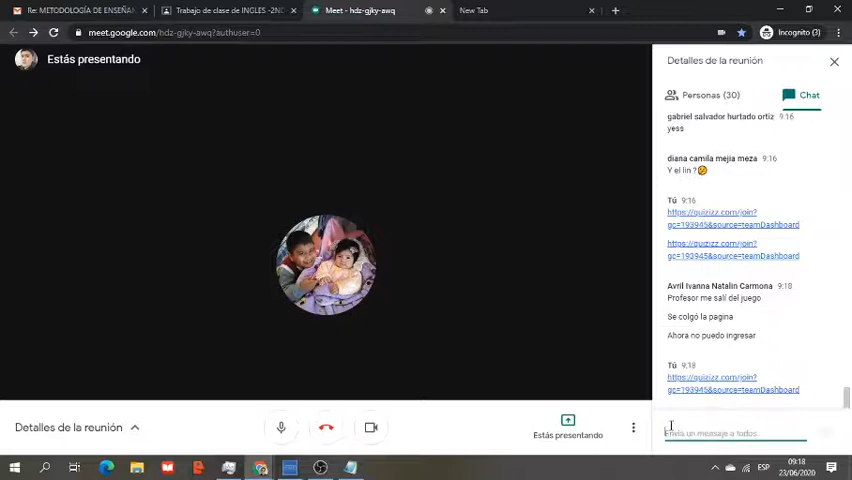 Re: METODOLOGÍA DE ENSEÑAN
Trabajo de clase de INGLES -2ND
Meet - hdz-gjky-awq
New Tab
meet.google.com/hdz-gjky-awq?authuser=0
Incognito (3)
Estás presentando
Detalles de la reunión
Personas (30)
Chat
gabriel salvador hurtado ortiz 9:16
yess
diana camila mejia meza 9:16
Y el lin ?
Tú 9:16
https://quizizz.com/join?
gc=193945&source=teamDashboard
https://quizizz.com/join?
gc=193945&source=teamDashboard
Avril Ivanna Natalin Carmona 9:18
Profesor me salí del juego
Se colgó la pagina
Ahora no puedo ingresar
Tú 9:18
https://quizizz.com/join?
gc=193945&source=teamDashboard
Envía un mensaje a todos.
Detalles de la reunión
Estás presentando
ESP
09:18
23/06/2020